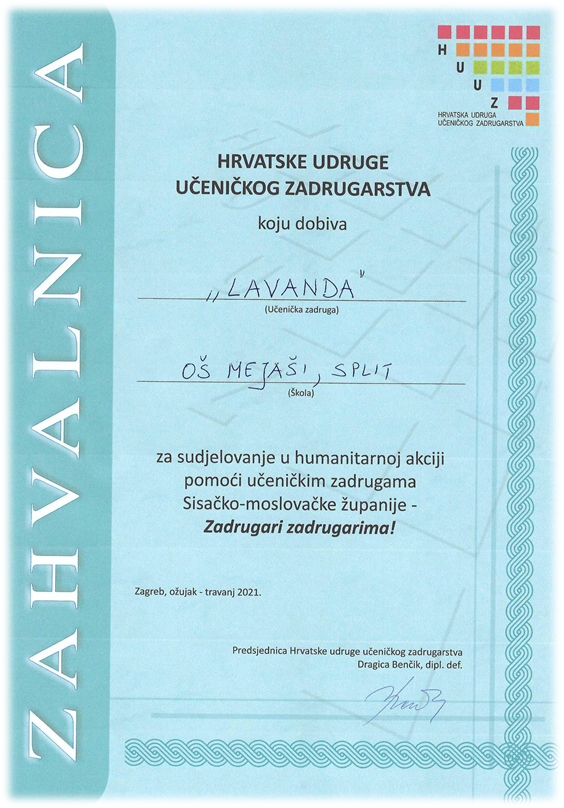 ZAHVALNICA
H
U
U
Z
HRVATSKA UDRUGA
UČENIČKOG ZADRUGARSTVA
HRVATSKE UDRUGE
UČENIČKOG ZADRUGARSTVA
koju dobiva
„LAVANDA"
(Učenička zadruga)
OŠ MEJAŠI, SPLIT
(Škola)
za sudjelovanje u humanitarnoj akciji
pomoći učeničkim zadrugama
Sisačko-moslovačke županije -
Zadrugari zadrugarima!
Zagreb, ožujak - travanj 2021.
Predsjednica Hrvatske udruge učeničkog zadrugarstva
Dragica Benčik, dipl. def.